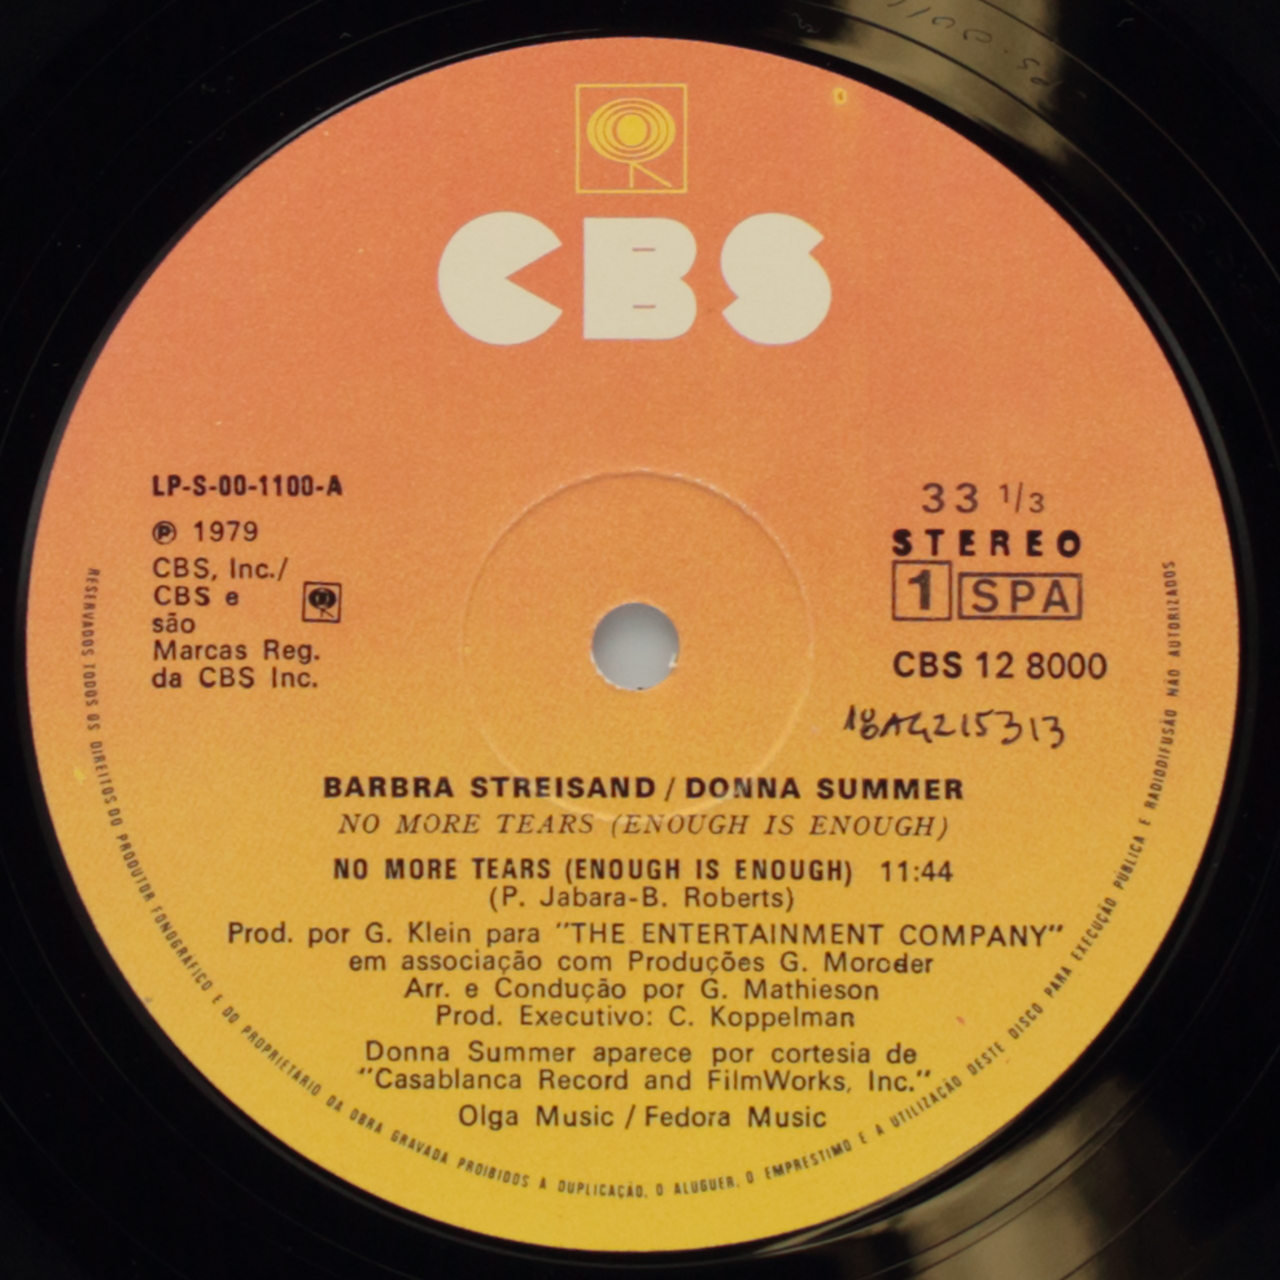 CBS
LP-S-00-1100-A
Ⓟ 1979
CBS, Inc./
CBS e
são
Marcas Reg.
da CBS Inc.
33 1/3
STEREO
1 SPA
CBS 12 8000
18AG215313
BARBRA STREISAND / DONNA SUMMER
NO MORE TEARS (ENOUGH IS ENOUGH)
NO MORE TEARS (ENOUGH IS ENOUGH) 11:44
(P. Jabara-B. Roberts)
Prod. por G. Klein para "THE ENTERTAINMENT COMPANY"
em associação com Produções G. Moroder
Arr. e Condução por G. Mathieson
Prod. Executivo: C. Koppelman
Donna Summer aparece por cortesia de
"Casablanca Record and FilmWorks, Inc."
Olga Music / Fedora Music
RESERVADOS TODOS OS DIREITOS DO PRODUTOR FONOGRÁFICO E DO PROPRIETARIO DA OBRA GRAVADA PROIBIDOS A DUPLICAÇÃO, O ALUGUER, O EMPRESTIMO E A UTILIZAÇÃO DESTE DISCO PARA EXECUÇÃO PÚBLICA E RADIODIFUSÃO NÃO AUTORIZADOS